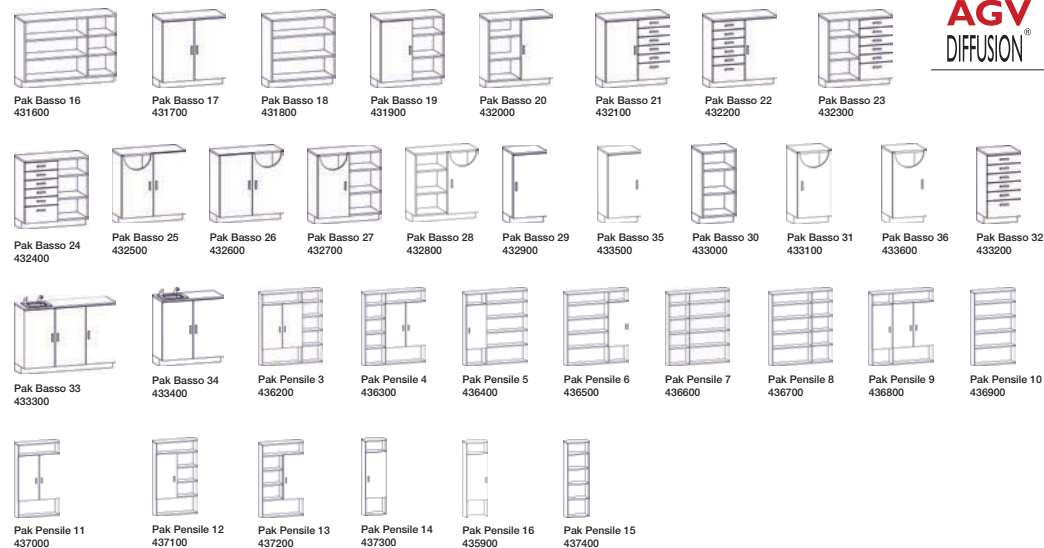 AGV
DIFFUSION®
Pak Basso 16
431600
Pak Basso 17
431700
Pak Basso 18
431800
Pak Basso 19
431900
Pak Basso 20
432000
Pak Basso 21
432100
Pak Basso 22
432200
Pak Basso 23
432300
Pak Basso 24
432400
Pak Basso 25
432500
Pak Basso 26
432600
Pak Basso 27
432700
Pak Basso 28
432800
Pak Basso 29
432900
Pak Basso 35
433500
Pak Basso 30
433000
Pak Basso 31
433100
Pak Basso 36
433600
Pak Basso 32
433200
Pak Basso 33
433300
Pak Basso 34
433400
Pak Pensile 3
436200
Pak Pensile 4
436300
Pak Pensile 5
436400
Pak Pensile 6
436500
Pak Pensile 7
436600
Pak Pensile 8
436700
Pak Pensile 9
436800
Pak Pensile 10
436900
Pak Pensile 11
437000
Pak Pensile 12
437100
Pak Pensile 13
437200
Pak Pensile 14
437300
Pak Pensile 16
435900
Pak Pensile 15
437400